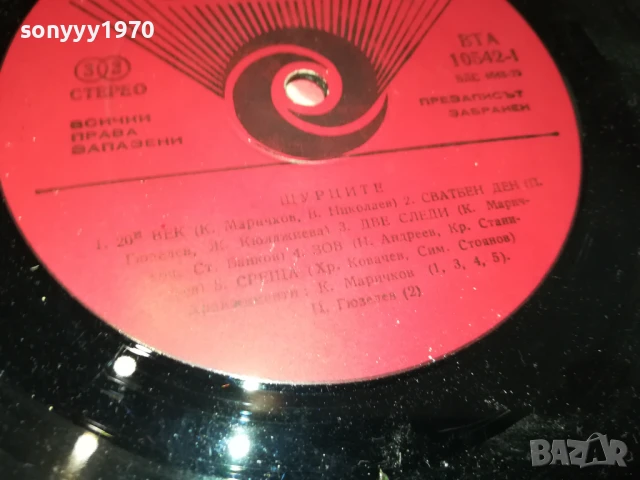 sonyyy1970
33
СТЕРЕО
ВСИЧКИ
ПРАВА
ЗАПАЗЕНИ
ВТА
10542-I
ПРЕЗАПИСЪТ
ЗАБРАНЕН
ЩУРЦИТЕ
1. 20И ВЕК (К. Маричков, В. Николаев) 2. СВАТБЕН ДЕН (П.
Гюзелев, Ж. Кюлджиева) 3. ДВЕ СЛЕДИ (К. Марич-
ков, Ст. Банков) 4. ЗОВ (П. Андреев, Кр. Стани-
5. СРЕЩА (Хр. Ковачев, Сим. Стоянов)
Аранжименти: К. Маричков (1, 3, 4, 5).
П. Гюзелев (2)
BAZAR